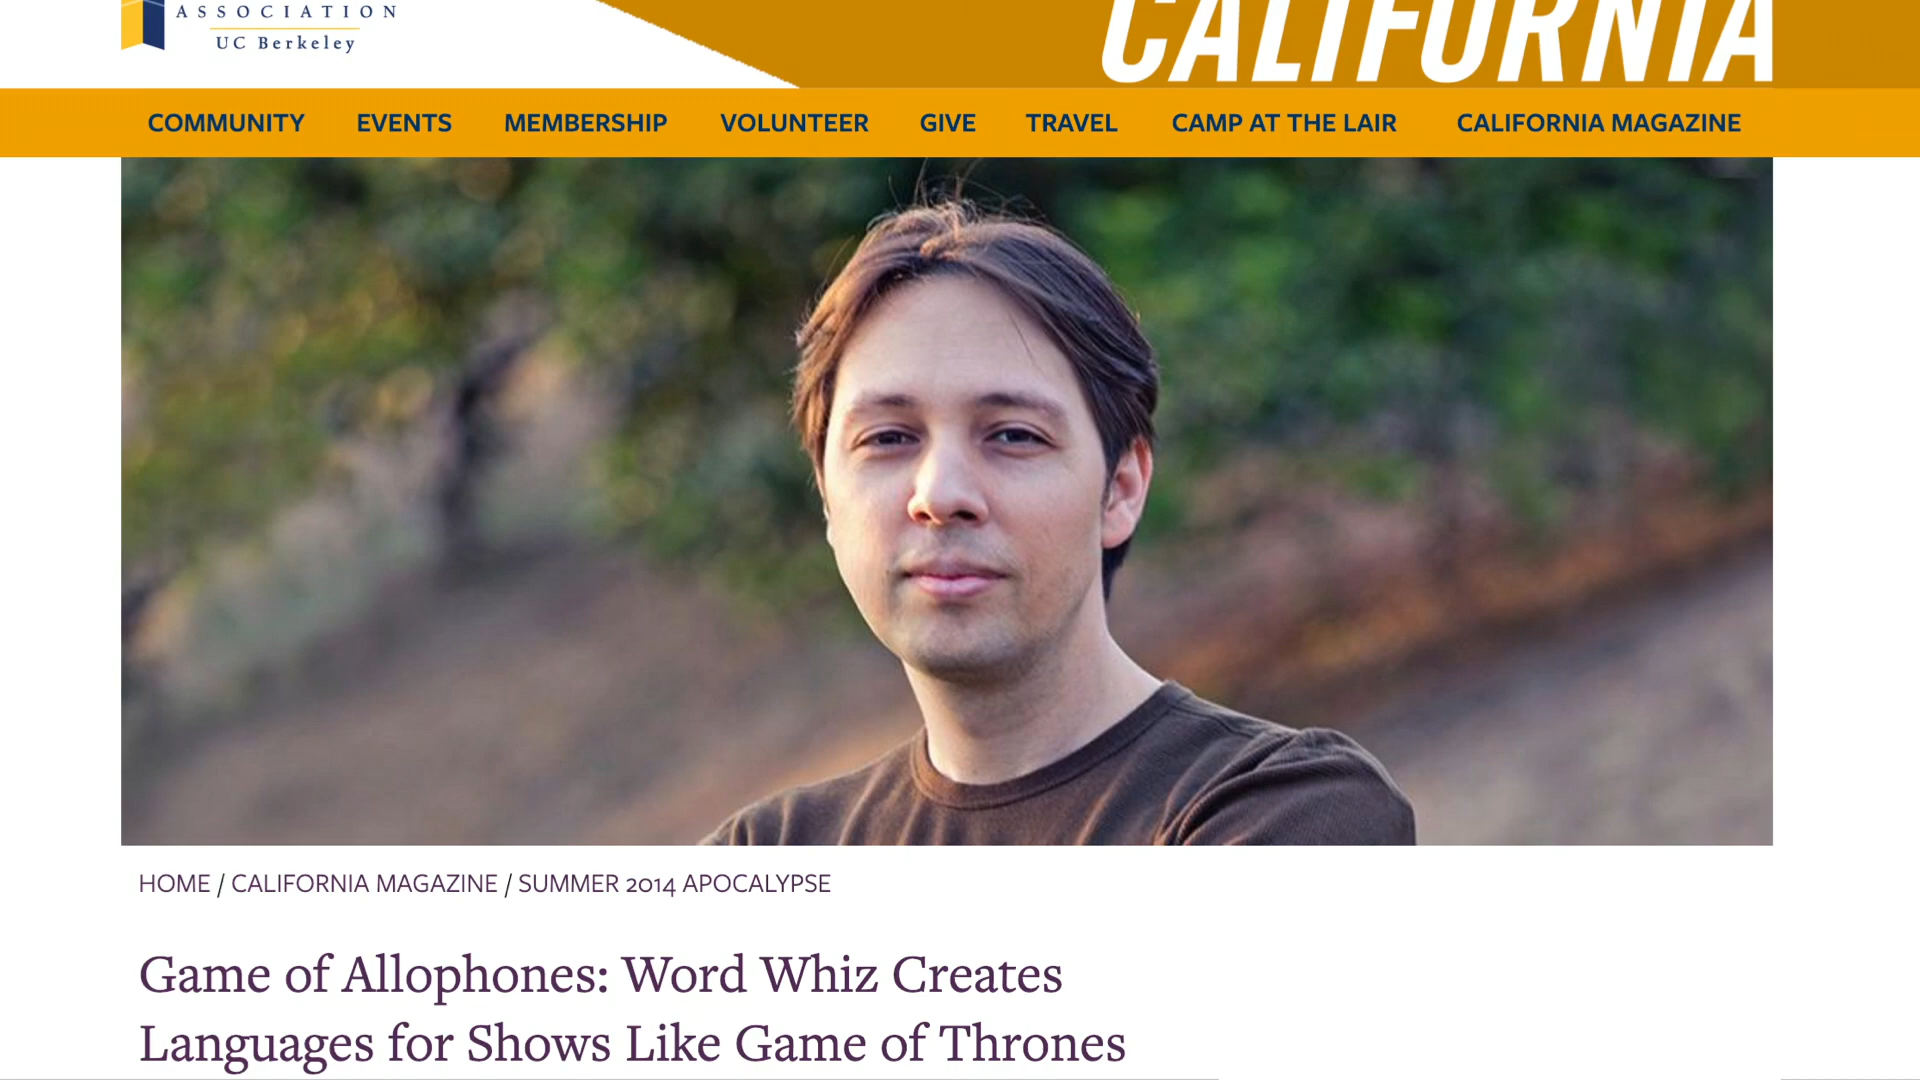 ASSOCIATION
UC Berkeley
CALIFORNIA
COMMUNITY EVENTS MEMBERSHIP VOLUNTEER GIVE TRAVEL CAMP AT THE LAIR CALIFORNIA MAGAZINE
HOME / CALIFORNIA MAGAZINE / SUMMER 2014 APOCALYPSE
Game of Allophones: Word Whiz Creates
Languages for Shows Like Game of Thrones